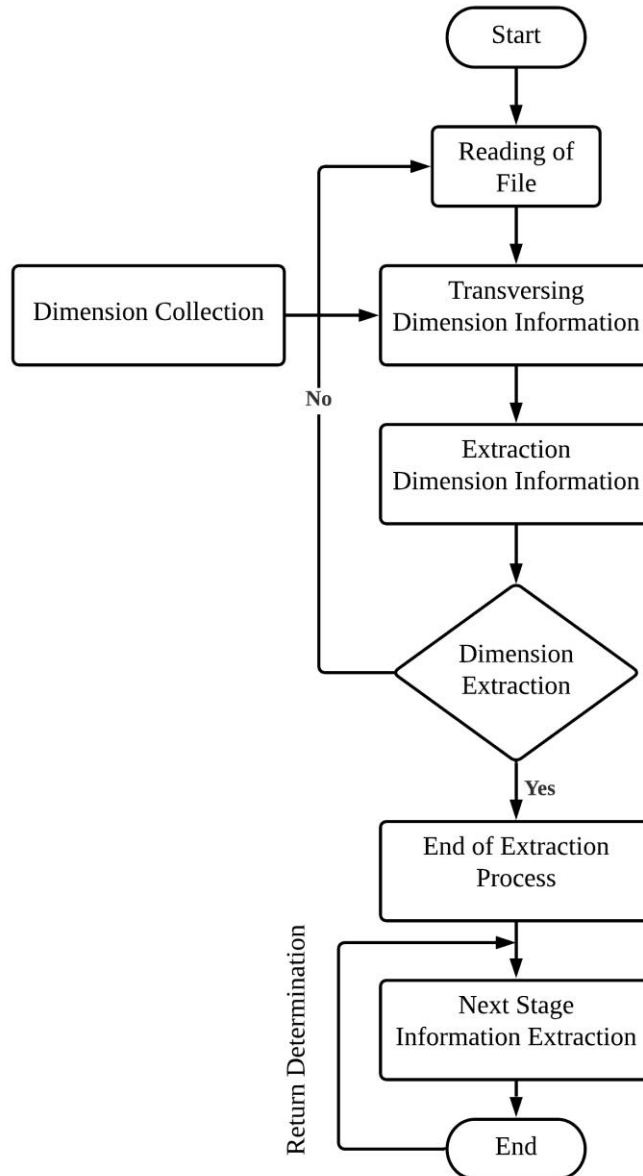 Start
Reading of
File
Dimension Collection
Transversing
Dimension Information
No
Extraction
Dimension Information
Dimension
Extraction
Yes
End of Extraction
Process
Return Determination
Next Stage
Information Extraction
End